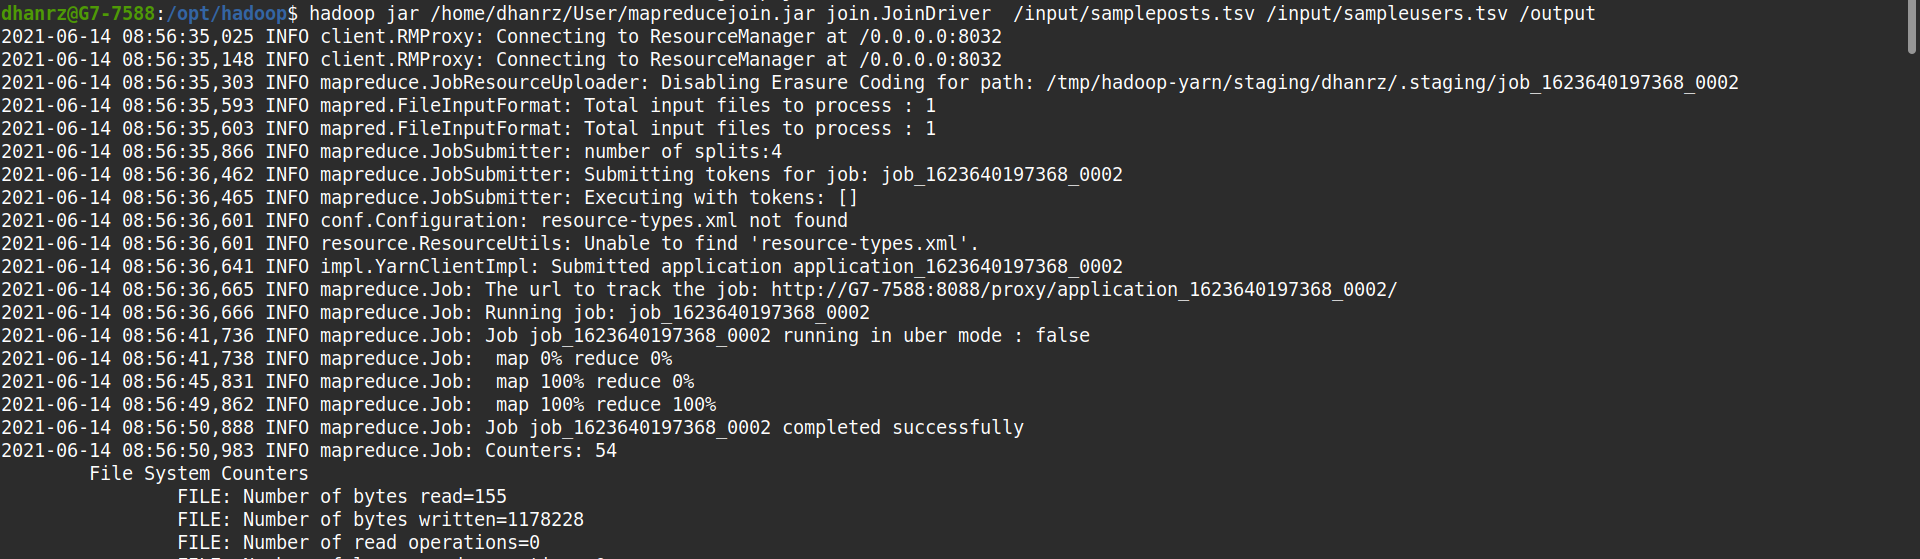 dhanrz@G7-7588:/opt/hadoop$ hadoop jar /home/dhanrz/User/mapreducejoin.jar join.JoinDriver  /input/sampleposts.tsv /input/sampleusers.tsv /output
2021-06-14 08:56:35,025 INFO client.RMProxy: Connecting to ResourceManager at /0.0.0.0:8032
2021-06-14 08:56:35,148 INFO client.RMProxy: Connecting to ResourceManager at /0.0.0.0:8032
2021-06-14 08:56:35,303 INFO mapreduce.JobResourceUploader: Disabling Erasure Coding for path: /tmp/hadoop-yarn/staging/dhanrz/.staging/job_1623640197368_0002
2021-06-14 08:56:35,593 INFO mapred.FileInputFormat: Total input files to process : 1
2021-06-14 08:56:35,603 INFO mapred.FileInputFormat: Total input files to process : 1
2021-06-14 08:56:35,866 INFO mapreduce.JobSubmitter: number of splits:4
2021-06-14 08:56:36,462 INFO mapreduce.JobSubmitter: Submitting tokens for job: job_1623640197368_0002
2021-06-14 08:56:36,465 INFO mapreduce.JobSubmitter: Executing with tokens: []
2021-06-14 08:56:36,601 INFO conf.Configuration: resource-types.xml not found
2021-06-14 08:56:36,601 INFO resource.ResourceUtils: Unable to find 'resource-types.xml'.
2021-06-14 08:56:36,641 INFO impl.YarnClientImpl: Submitted application application_1623640197368_0002
2021-06-14 08:56:36,665 INFO mapreduce.Job: The url to track the job: http://G7-7588:8088/proxy/application_1623640197368_0002/
2021-06-14 08:56:36,666 INFO mapreduce.Job: Running job: job_1623640197368_0002
2021-06-14 08:56:41,736 INFO mapreduce.Job: Job job_1623640197368_0002 running in uber mode : false
2021-06-14 08:56:41,738 INFO mapreduce.Job:  map 0% reduce 0%
2021-06-14 08:56:45,831 INFO mapreduce.Job:  map 100% reduce 0%
2021-06-14 08:56:49,862 INFO mapreduce.Job:  map 100% reduce 100%
2021-06-14 08:56:50,888 INFO mapreduce.Job: Job job_1623640197368_0002 completed successfully
2021-06-14 08:56:50,983 INFO mapreduce.Job: Counters: 54
File System Counters
FILE: Number of bytes read=155
FILE: Number of bytes written=1178228
FILE: Number of read operations=0